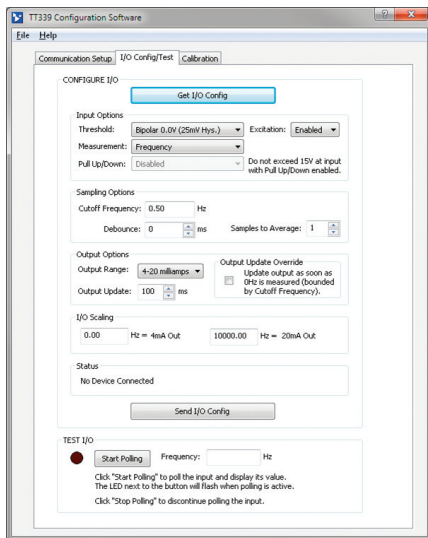 TT339 Configuration Software
File Help
Communication Setup I/O Config/Test Calibration
CONFIGURE I/O
Get I/O Config
Input Options
Threshold: Bipolar 0.0V (25mV Hys.) Excitation: Enabled
Measurement: Frequency
Pull Up/Down: Disabled Do not exceed 15V at input
with Pull Up/Down enabled.
Sampling Options
Cutoff Frequency: 0.50 Hz
Debounce: 0 ms Samples to Average: 1
Output Options
Output Range: 4-20 milliamps
Output Update: 100 ms
Output Update Override
Update output as soon as
0Hz is measured (bounded
by Cutoff Frequency).
I/O Scaling
0.00 Hz = 4mA Out 10000.00 Hz = 20mA Out
Status
No Device Connected
Send I/O Config
TEST I/O
Start Polling Frequency: Hz
Click "Start Polling" to poll the input and display its value.
The LED next to the button will flash when polling is active.
Click "Stop Polling" to discontinue polling the input.